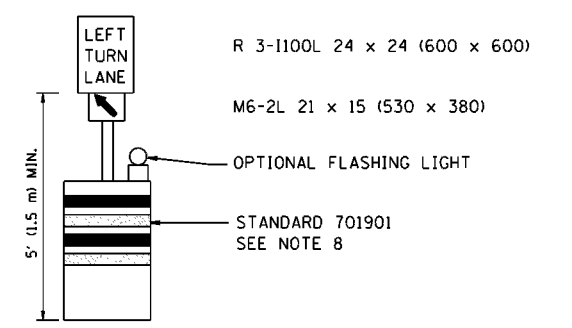 LEFT
TURN
LANE
R 3-I100L 24 x 24 (600 x 600)
M6-2L 21 x 15 (530 x 380)
OPTIONAL FLASHING LIGHT
STANDARD 701901
SEE NOTE 8
5' (1.5 m) MIN.